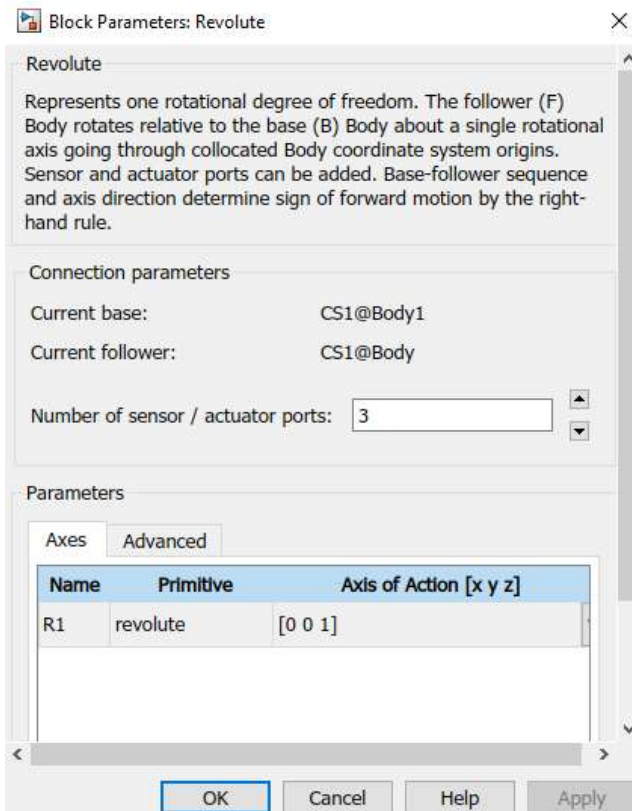 Block Parameters: Revolute
Revolute
Represents one rotational degree of freedom. The follower (F)
Body rotates relative to the base (B) Body about a single rotational
axis going through collocated Body coordinate system origins.
Sensor and actuator ports can be added. Base-follower sequence
and axis direction determine sign of forward motion by the right-
hand rule.
Connection parameters
Current base: CS1@Body1
Current follower: CS1@Body
Number of sensor / actuator ports: 3
Parameters
Axes Advanced
Name Primitive Axis of Action [x y z]
R1 revolute [0 0 1]
OK Cancel Help Apply